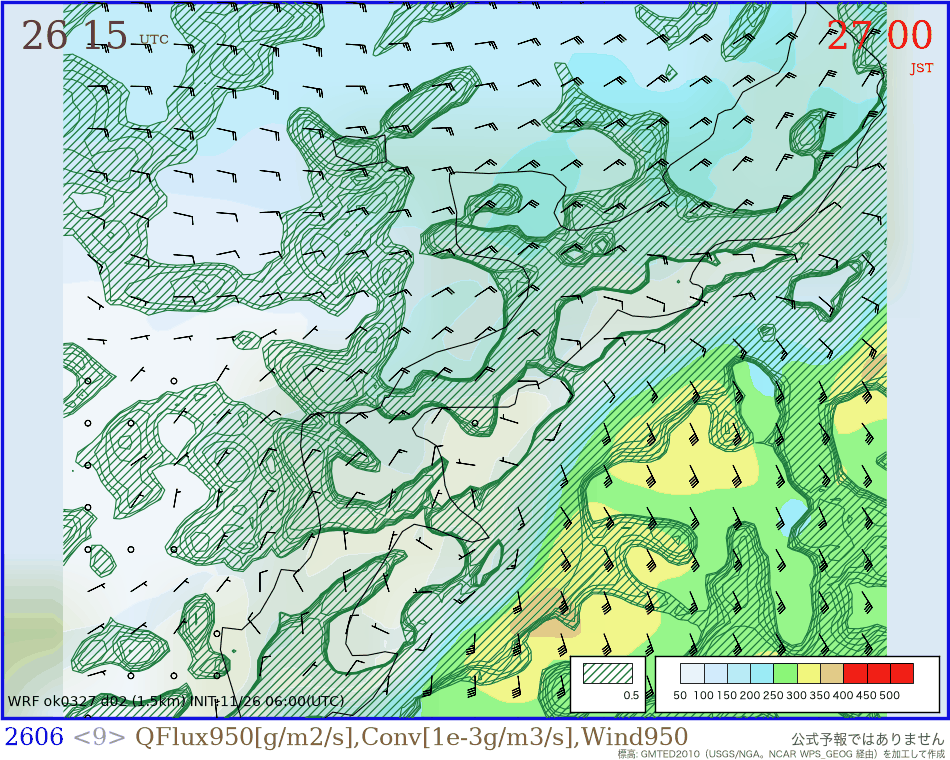 26 15 UTC
27 00
JST
0.5
50 100 150 200 250 300 350 400 450 500
WRF ok0327 d02 (1.5km) INIT:11/26 06:00(UTC)
2606 <9> QFlux950[g/m2/s],Conv[1e-3g/m3/s],Wind950
公式予報ではありません
標高: GMTED2010（USGS/NGA。NCAR WPS_GEOG 経由）を加工して作成